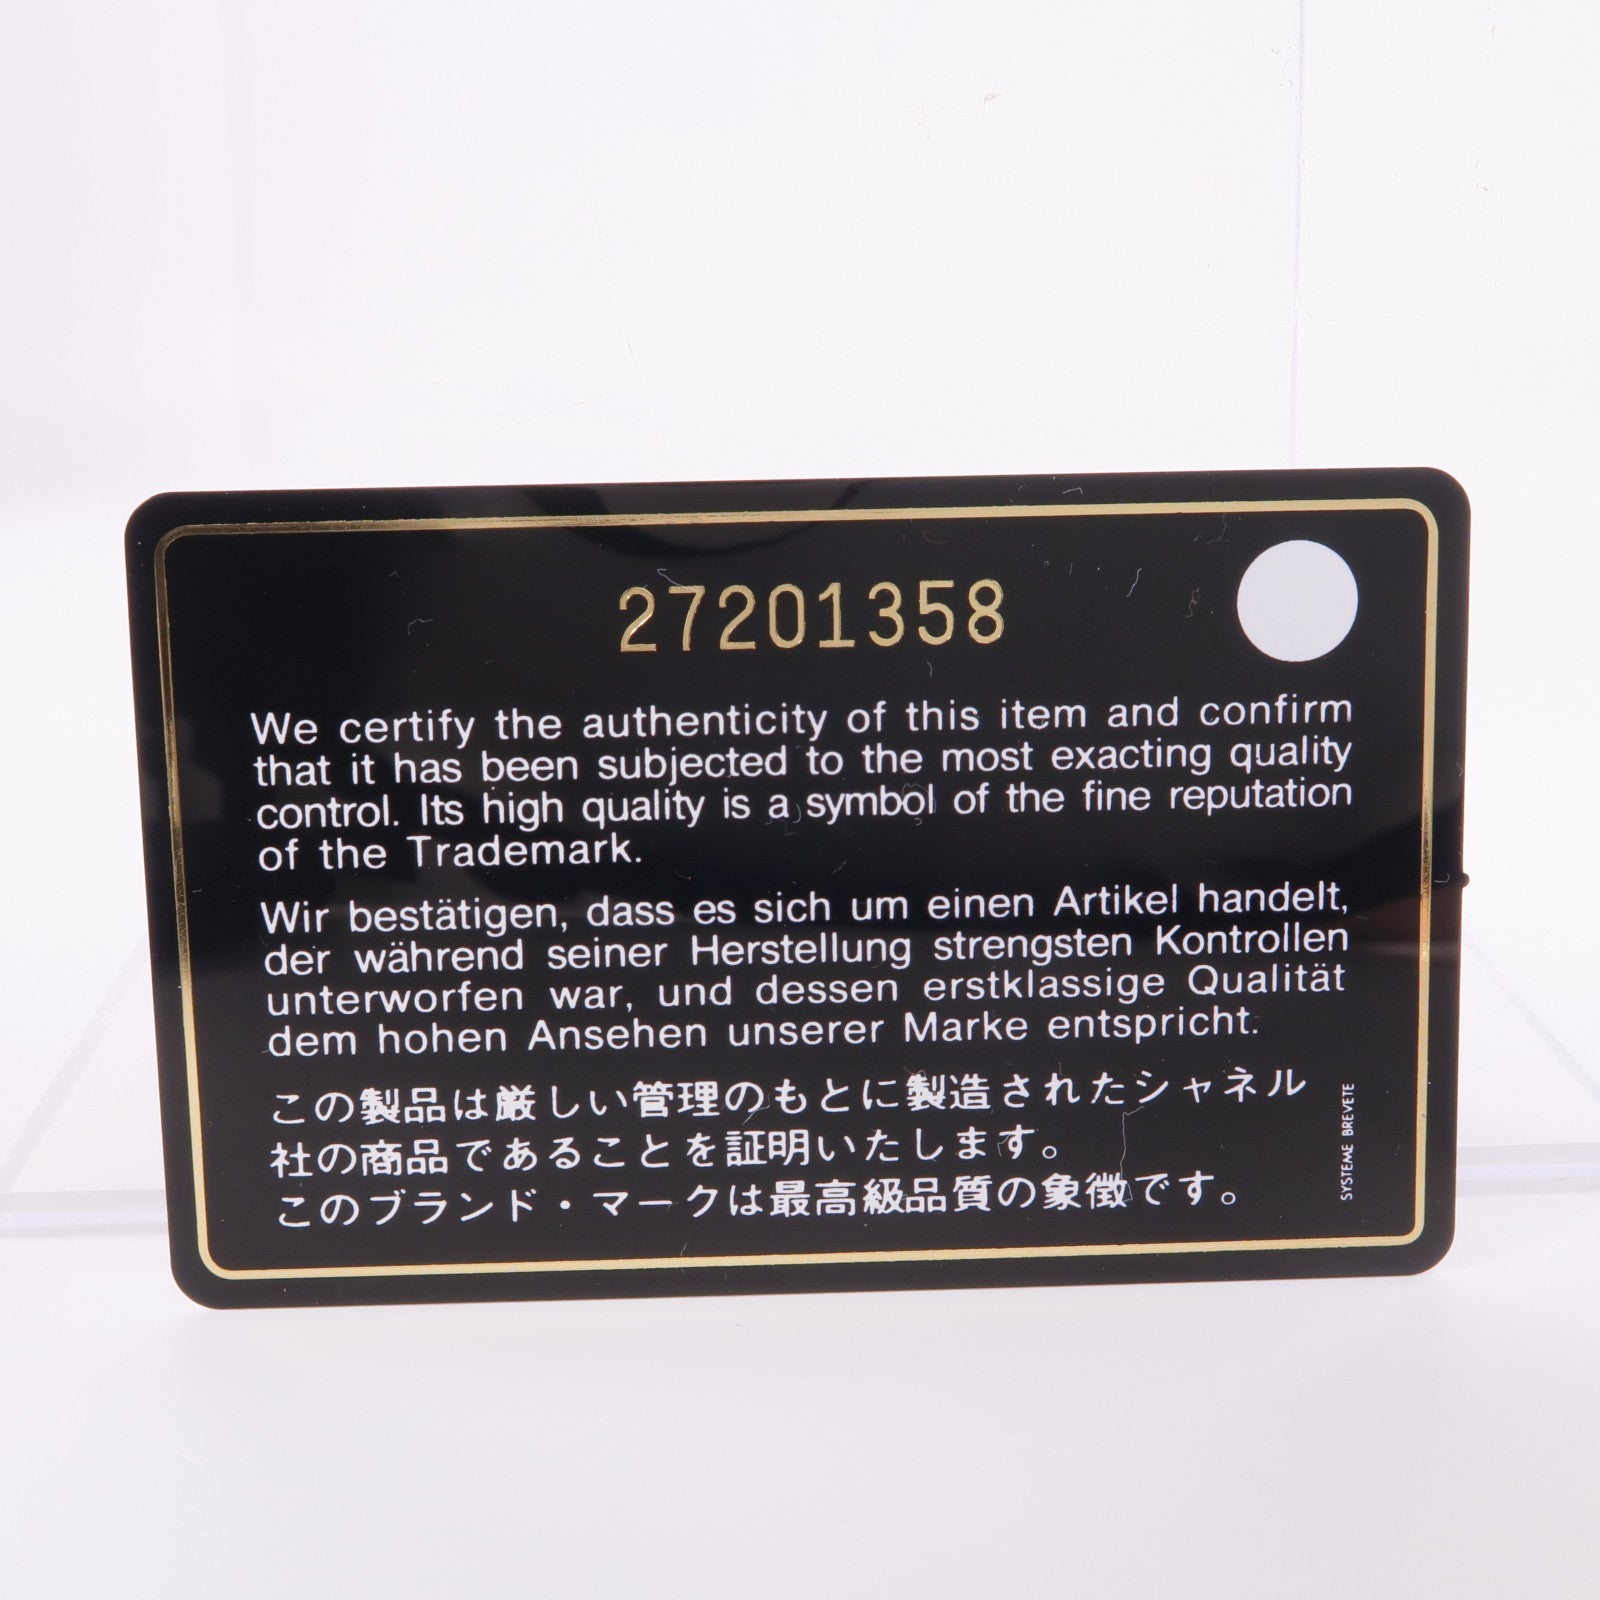 27201358
We certify the authenticity of this item and confirm
that it has been subjected to the most exacting quality
control. Its high quality is a symbol of the fine reputation
of the Trademark.
Wir bestätigen, dass es sich um einen Artikel handelt,
der während seiner Herstellung strengsten Kontrollen
unterworfen war, und dessen erstklassige Qualität
dem hohen Ansehen unserer Marke entspricht.
この製品は厳しい管理のもとに製造されたシャネル
社の商品であることを証明いたします。
このブランド・マークは最高級品質の象徴です。
SYSTEME BREVETE